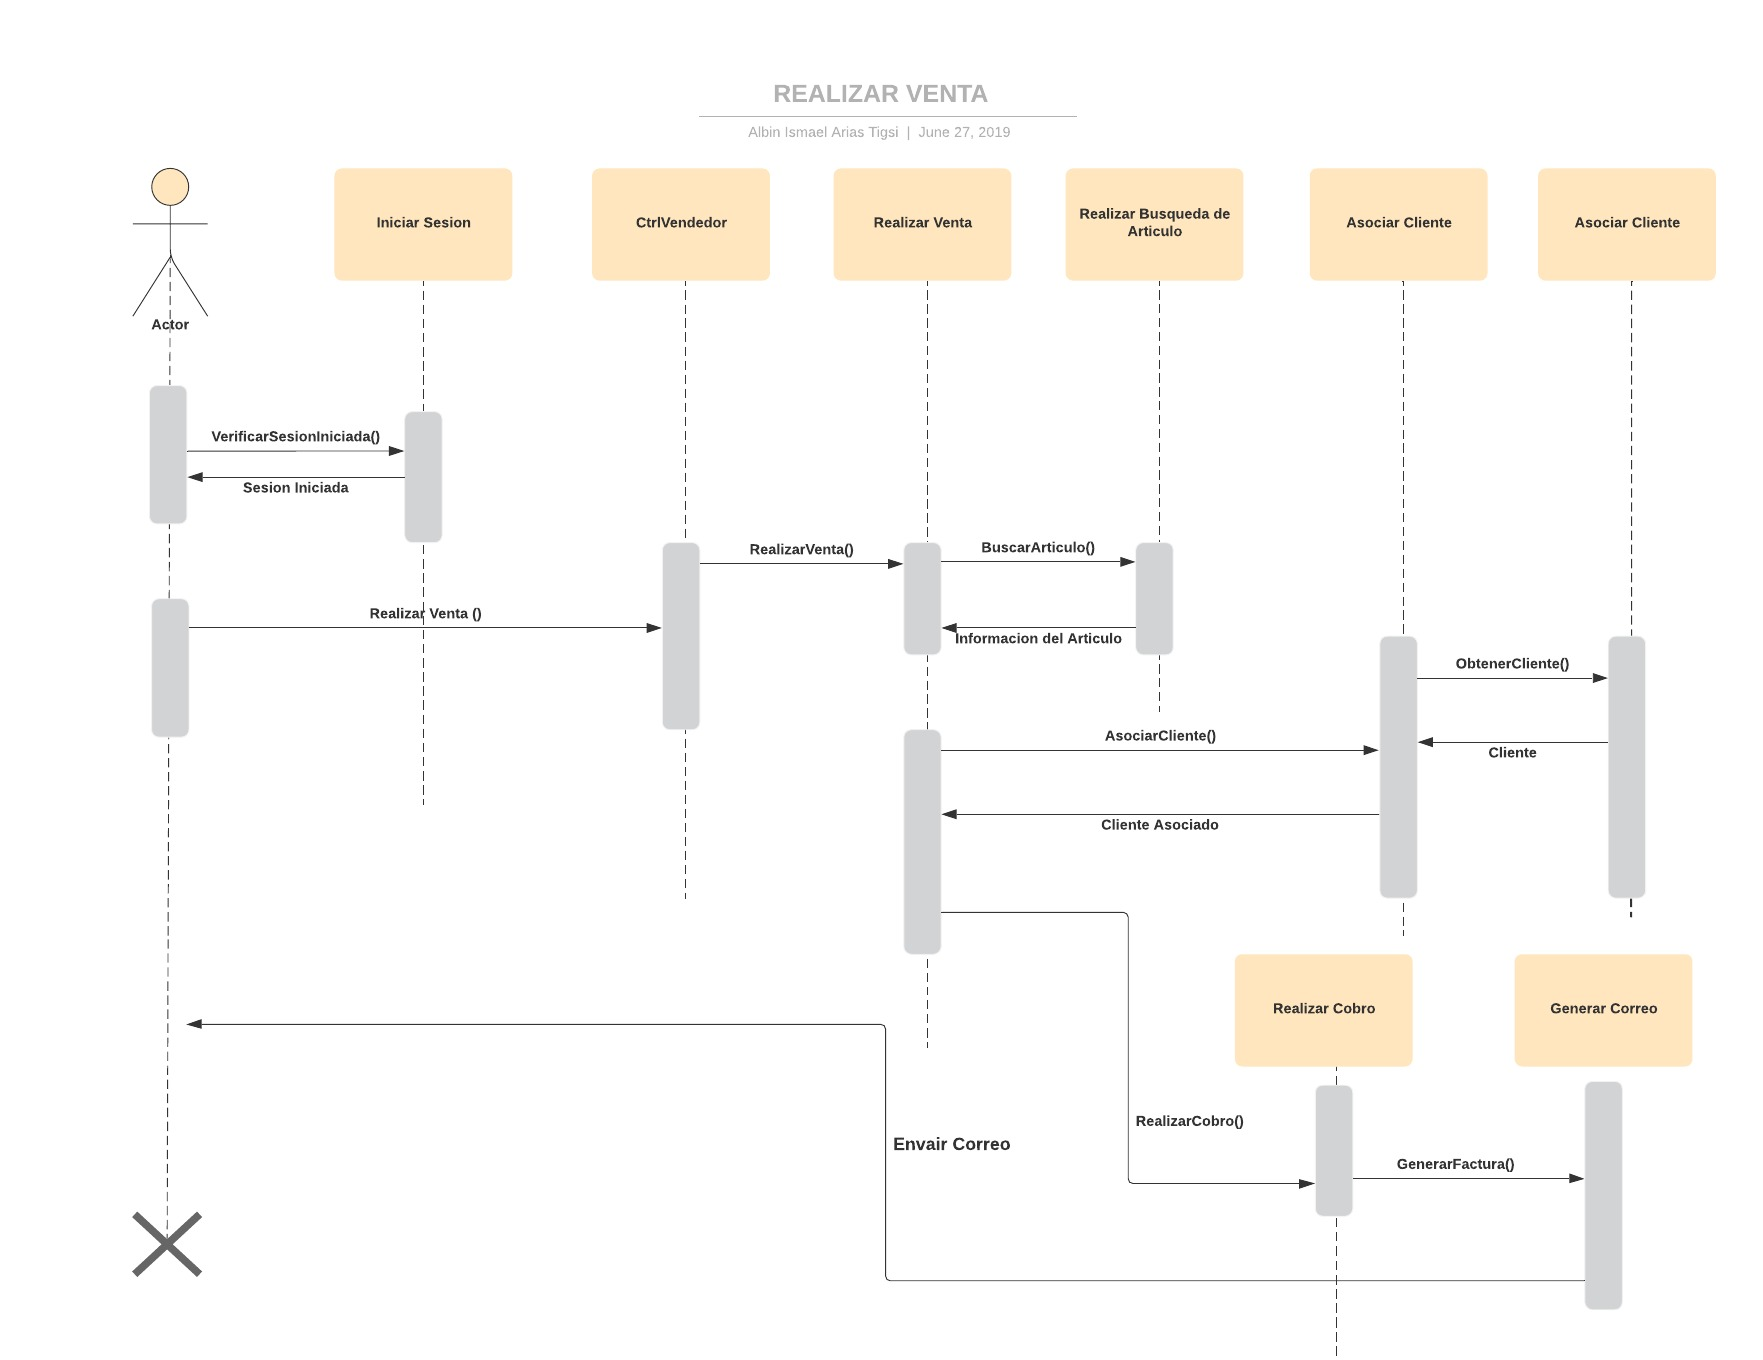 REALIZAR VENTA
Albin Ismael Arias Tigsi | June 27, 2019
Actor
Iniciar Sesion
CtrlVendedor
Realizar Venta
Realizar Busqueda de
Articulo
Asociar Cliente
Asociar Cliente
VerificarSesionIniciada()
Sesion Iniciada
RealizarVenta()
BuscarArticulo()
Realizar Venta ()
Informacion del Articulo
ObtenerCliente()
AsociarCliente()
Cliente
Cliente Asociado
Realizar Cobro
Generar Correo
RealizarCobro()
Envair Correo
GenerarFactura()